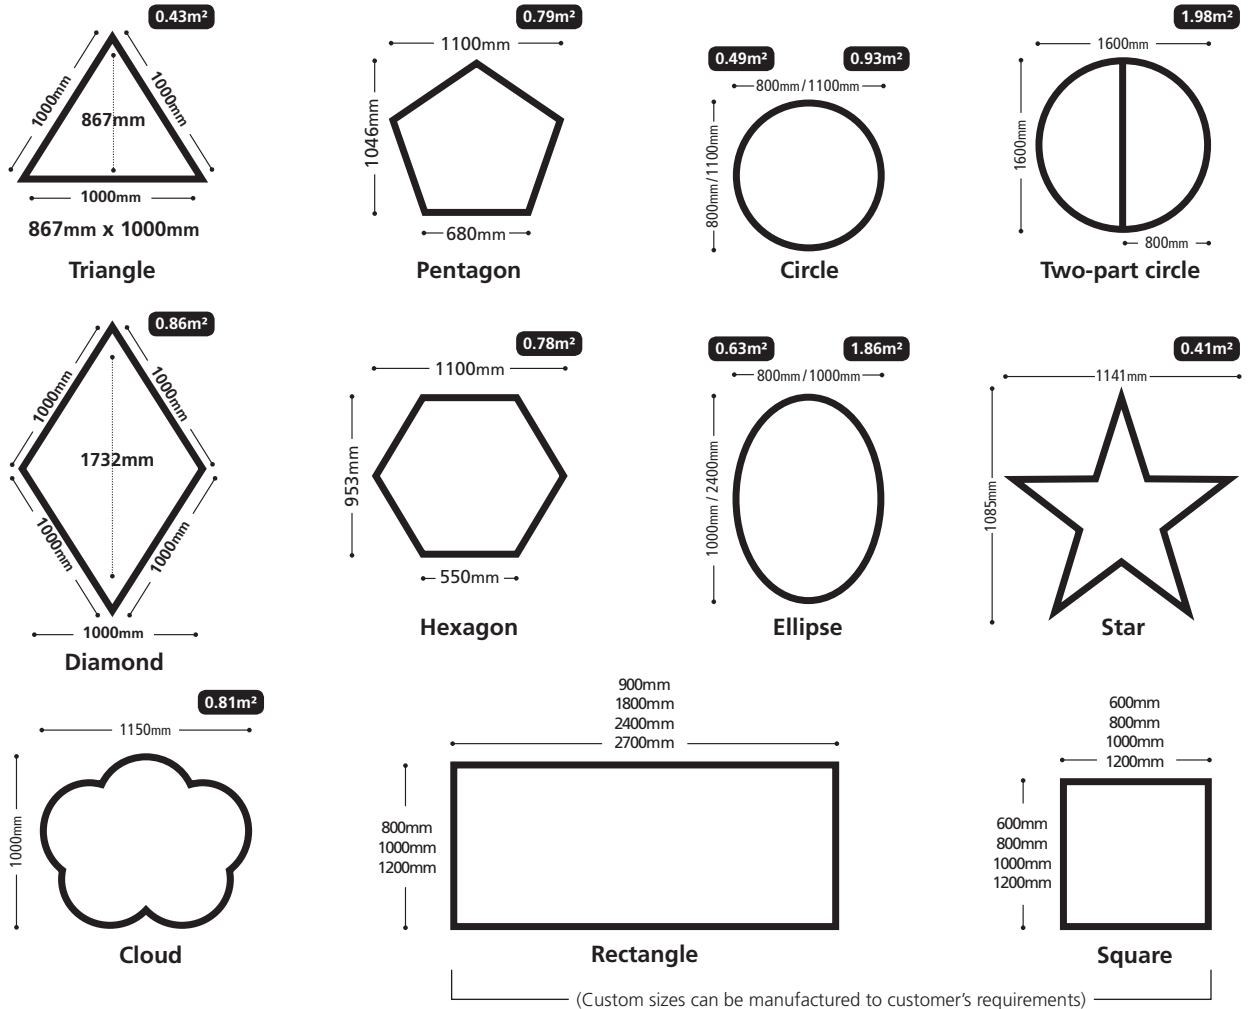 0.43m²
1000mm
1000mm
867mm
1000mm
867mm x 1000mm
Triangle
0.79m²
1100mm
1046mm
680mm
Pentagon
0.49m²
0.93m²
800mm/1100mm
800mm/1100mm
Circle
1.98m²
1600mm
1600mm
800mm
Two-part circle
0.86m²
1000mm
1000mm
1732mm
1000mm
1000mm
1000mm
Diamond
0.78m²
1100mm
953mm
550mm
Hexagon
0.63m²
1.86m²
800mm/1000mm
1000mm / 2400mm
Ellipse
0.41m²
1141mm
1085mm
Star
0.81m²
1150mm
1000mm
Cloud
900mm
1800mm
2400mm
2700mm
800mm
1000mm
1200mm
Rectangle
600mm
800mm
1000mm
1200mm
600mm
800mm
1000mm
1200mm
Square
(Custom sizes can be manufactured to customer’s requirements)